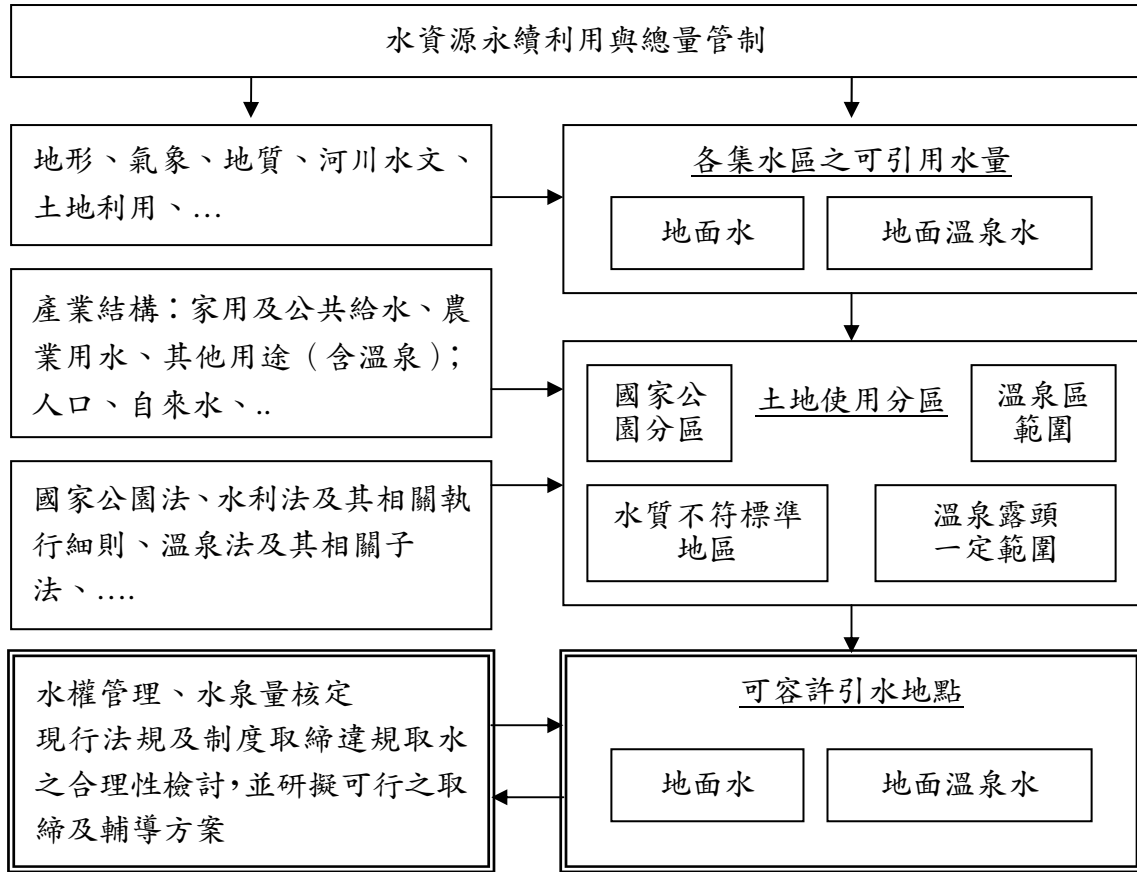 水資源永續利用與總量管制
地形、氣象、地質、河川水文、
土地利用、…
各集水區之可引用水量
地面水
地面溫泉水
產業結構：家用及公共給水、農
業用水、其他用途（含溫泉）；
人口、自來水、..
國家公
園分區
土地使用分區
溫泉區
範圍
國家公園法、水利法及其相關執
行細則、溫泉法及其相關子
法、….
水質不符標準
地區
溫泉露頭
一定範圍
水權管理、水泉量核定
現行法規及制度取締違規取水
之合理性檢討，並研擬可行之取
締及輔導方案
可容許引水地點
地面水
地面溫泉水